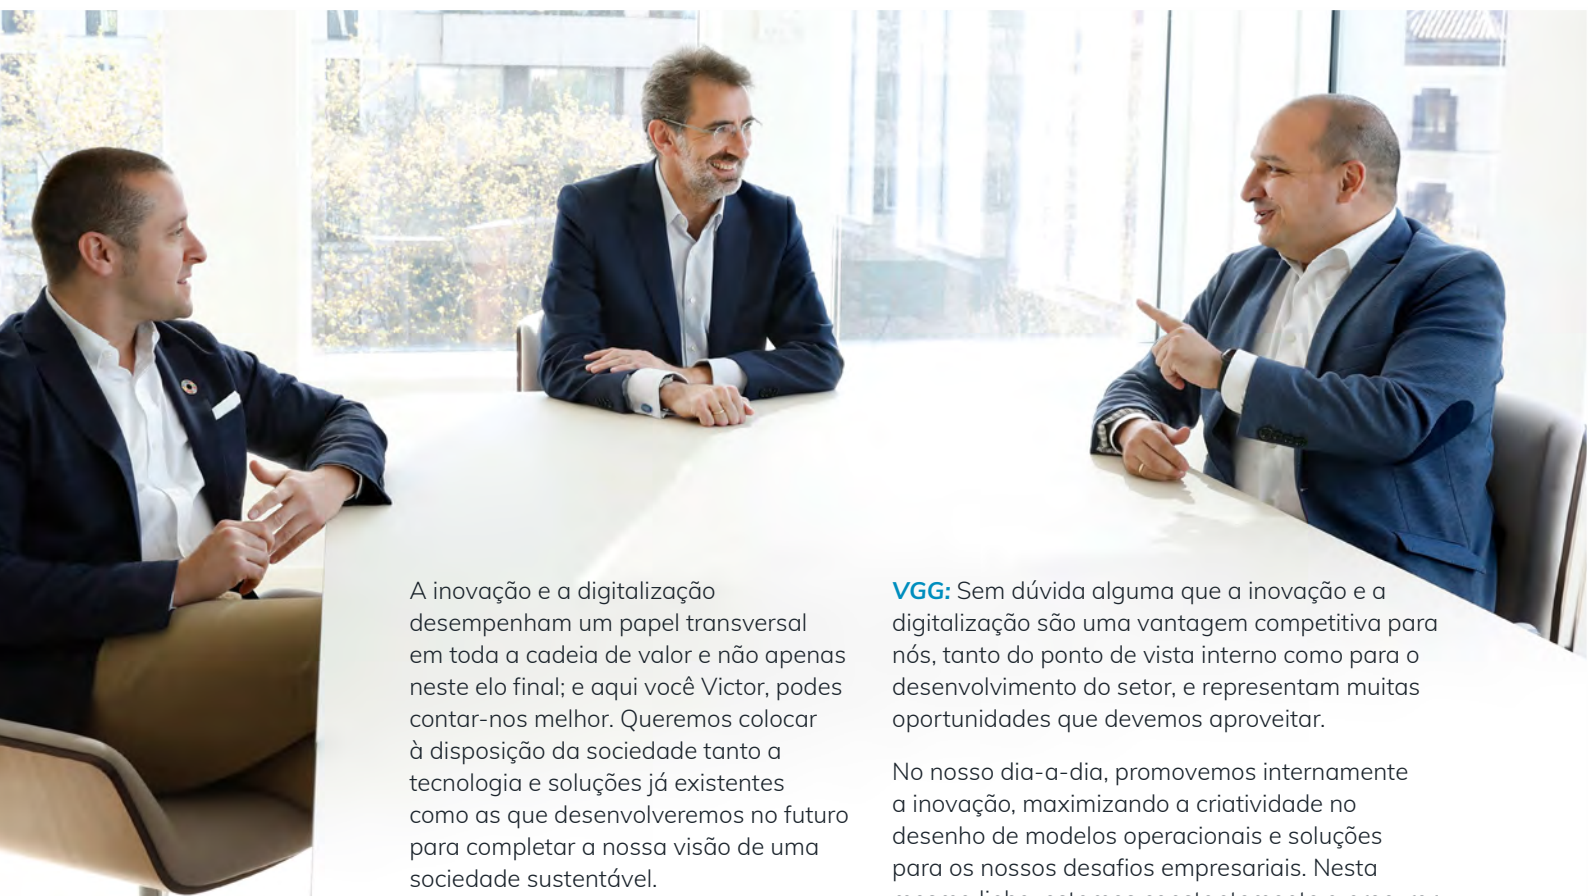 A inovação e a digitalização
desempenham um papel transversal
em toda a cadeia de valor e não apenas
neste elo final; e aqui você Victor, podes
contar-nos melhor. Queremos colocar
à disposição da sociedade tanto a
tecnologia e soluções já existentes
como as que desenvolveremos no futuro
para completar a nossa visão de uma
sociedade sustentável.
VGG: Sem dúvida alguma que a inovação e a
digitalização são uma vantagem competitiva para
nós, tanto do ponto de vista interno como para o
desenvolvimento do setor, e representam muitas
oportunidades que devemos aproveitar.
No nosso dia-a-dia, promovemos internamente
a inovação, maximizando a criatividade no
desenho de modelos operacionais e soluções
para os nossos desafios empresariais. Nesta